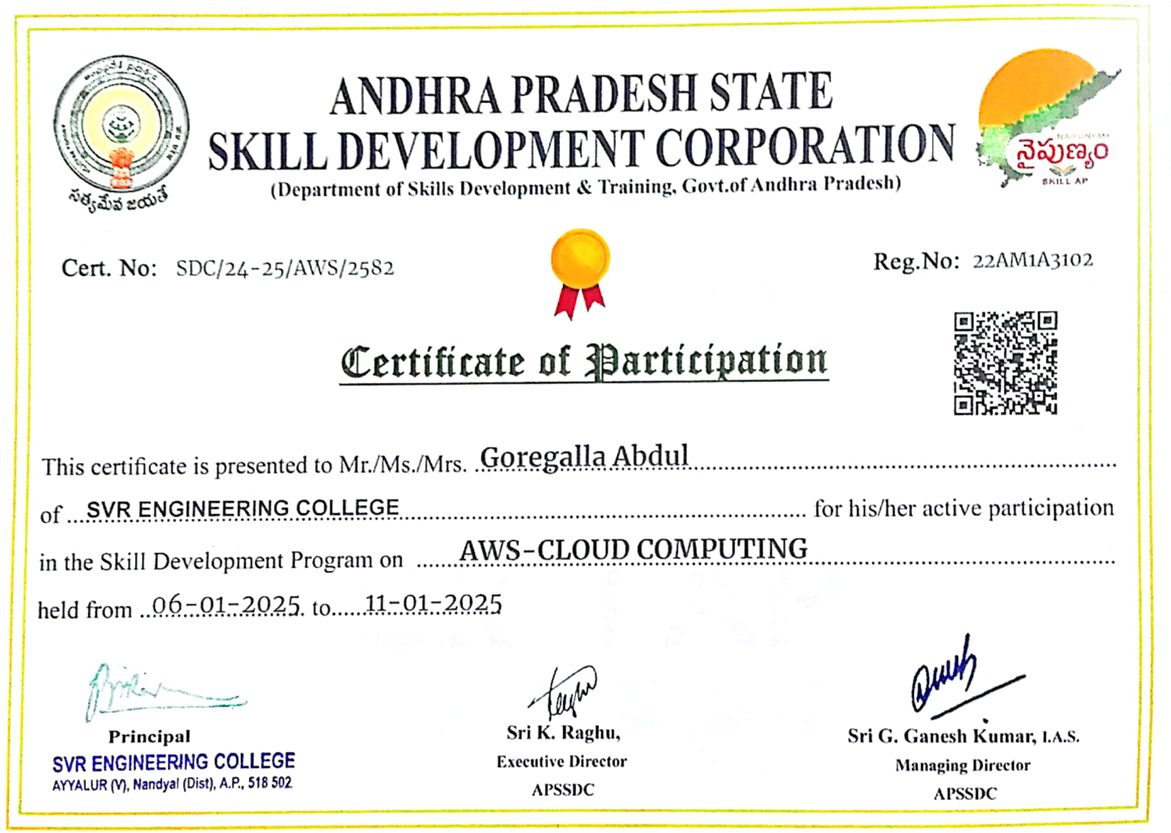 ANDHRA PRADESH STATE
SKILL DEVELOPMENT CORPORATION
(Department of Skills Development & Training, Govt.of Andhra Pradesh)
సత్యమేవ జయతే
NAIPUNYAM
నైపుణ్యం
SKILL AP
Cert. No: SDC/24-25/AWS/2582
Reg.No: 22AM1A3102
Certificate of Participation
This certificate is presented to Mr./Ms./Mrs. Goregalla Abdul
of SVR ENGINEERING COLLEGE for his/her active participation
in the Skill Development Program on AWS-CLOUD COMPUTING
held from 06-01-2025 to 11-01-2025
Principal
SVR ENGINEERING COLLEGE
AYYALUR (V), Nandyal (Dist), A.P., 518 502
Sri K. Raghu,
Executive Director
APSSDC
Sri G. Ganesh Kumar, I.A.S.
Managing Director
APSSDC